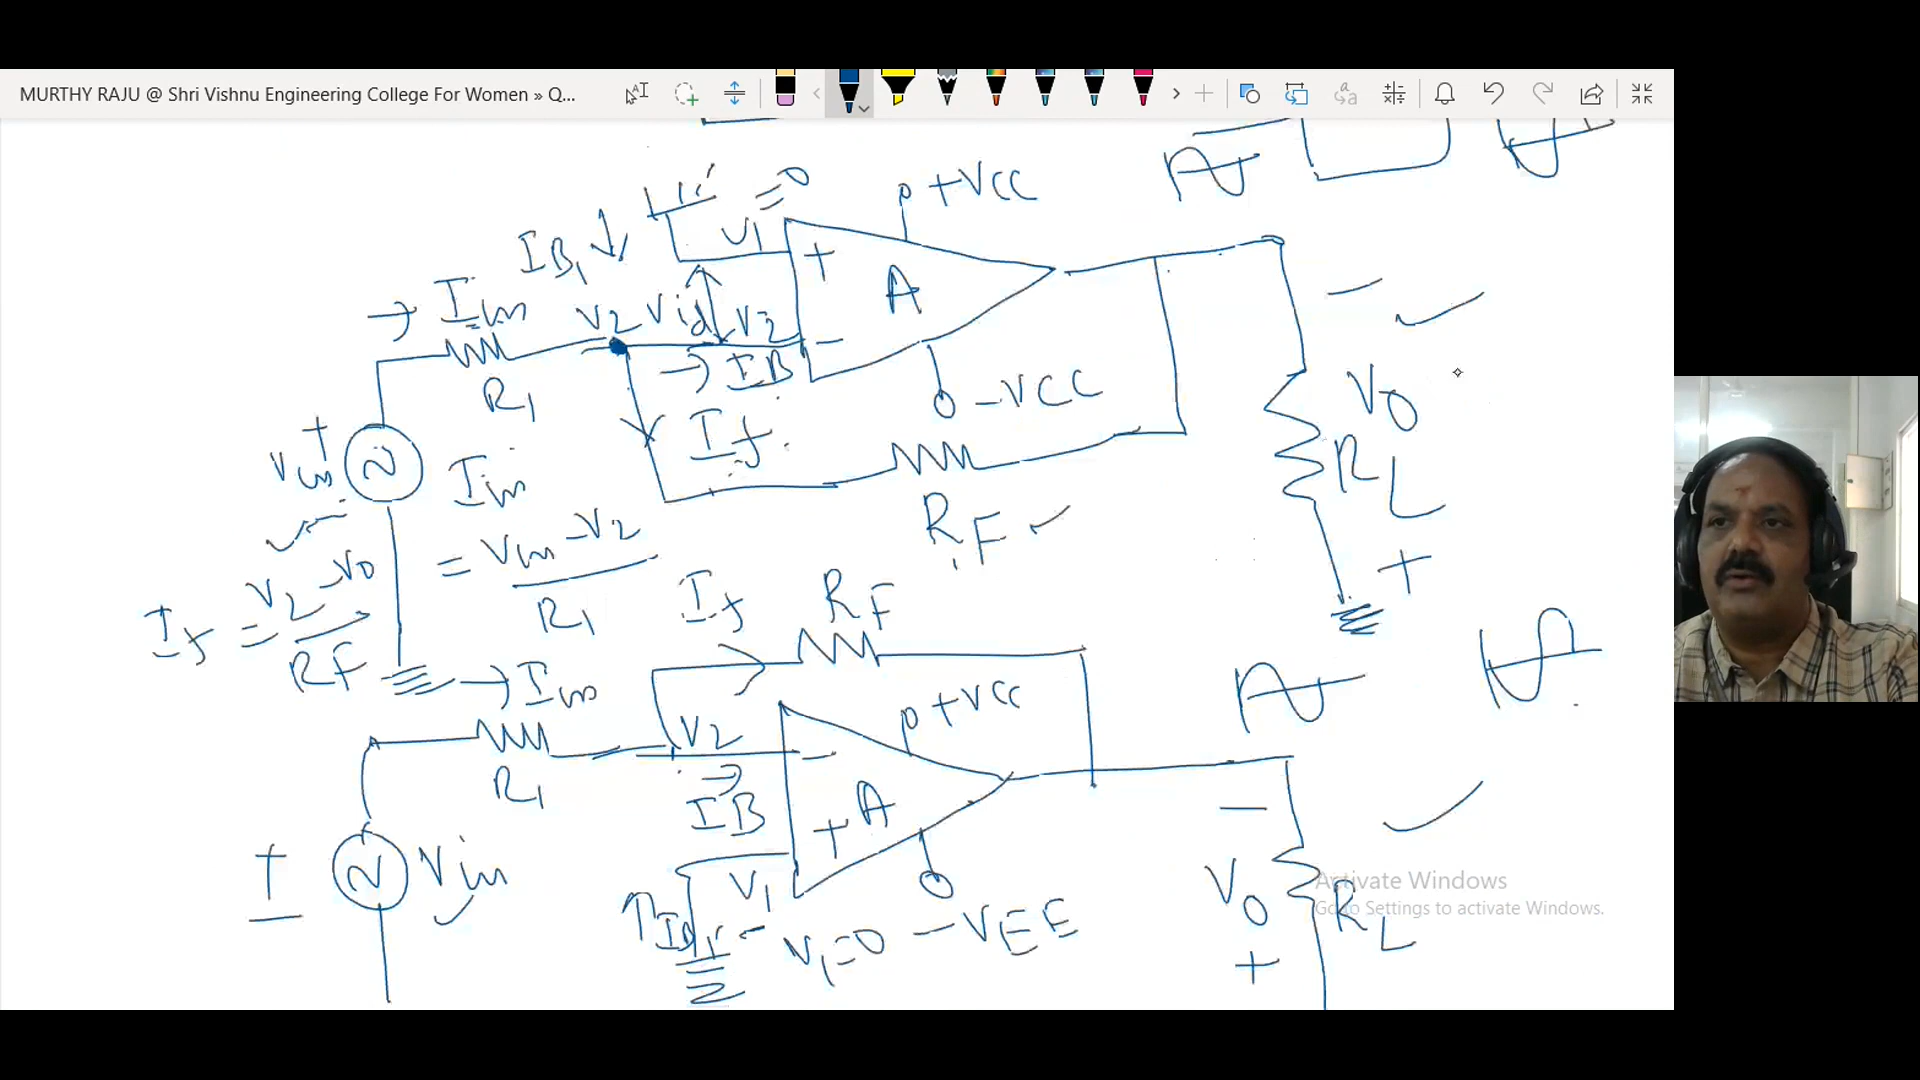 MURTHY RAJU @ Shri Vishnu Engineering College For Women » Q...
V1 = 0
+VCC
IB1
+
A
→ Iin
V2
Vid
V2
-
R1
→ IB
-VCC
If
Vo
RL
+
+
Vin
Iin
= Vin - V2
R1
RF
If = V2 - Vo
RF
If
RF
→ Iin
R1
V2
-
+VCC
→
IB
A
+
V1
+
Vin
-
Vo
+
RL
V1=0
-VEE
Activate Windows
Go to Settings to activate Windows.